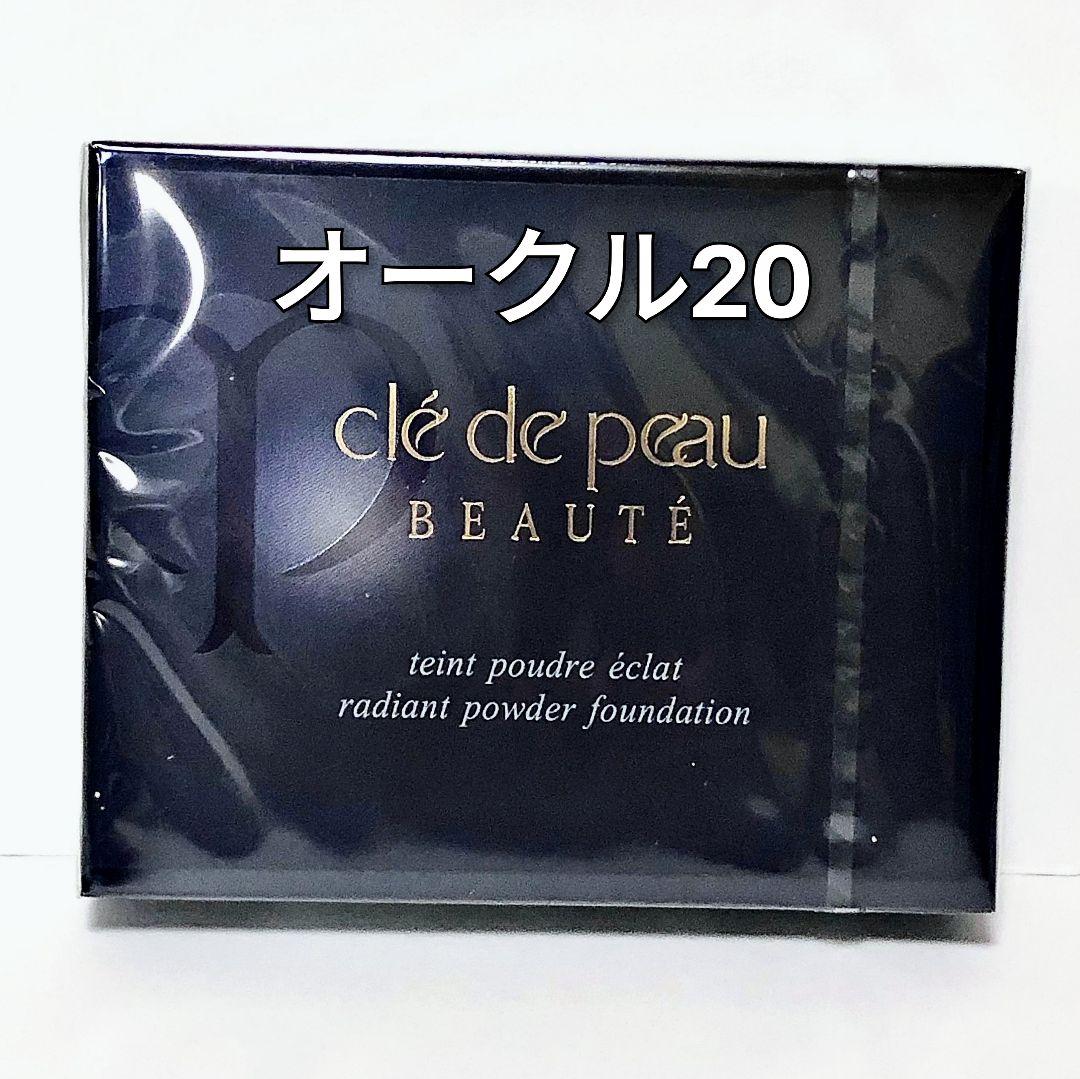 オークル20
clé de peau
BEAUTÉ
teint poudre éclat
radiant powder foundation